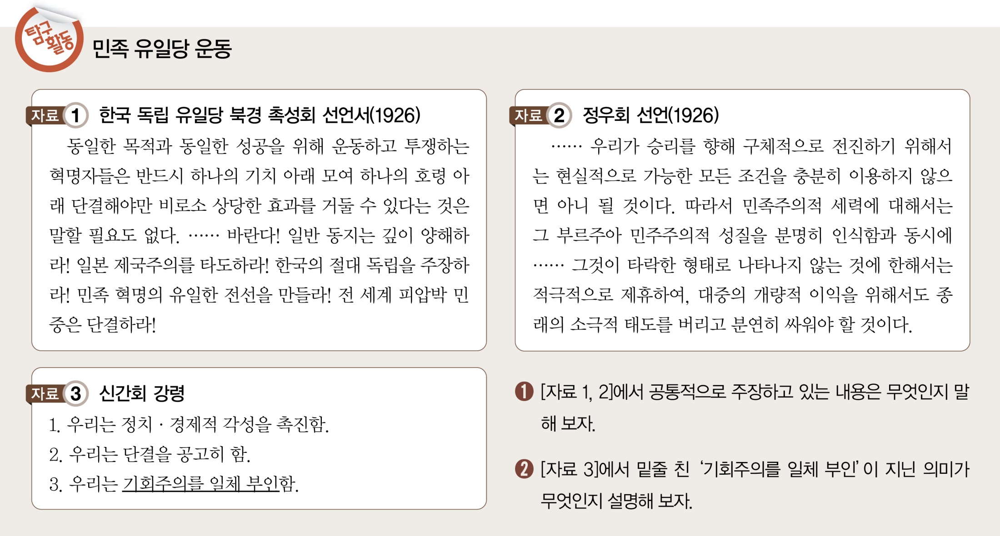 탐구
활동
민족 유일당 운동
자료 1 한국 독립 유일당 북경 촉성회 선언서(1926)
동일한 목적과 동일한 성공을 위해 운동하고 투쟁하는
혁명자들은 반드시 하나의 기치 아래 모여 하나의 호령 아
래 단결해야만 비로소 상당한 효과를 거둘 수 있다는 것은
말할 필요도 없다. …… 바란다! 일반 동지는 깊이 양해하
라! 일본 제국주의를 타도하라! 한국의 절대 독립을 주장하
라! 민족 혁명의 유일한 전선을 만들라! 전 세계 피압박 민
중은 단결하라!
자료 2 정우회 선언(1926)
…… 우리가 승리를 향해 구체적으로 전진하기 위해서
는 현실적으로 가능한 모든 조건을 충분히 이용하지 않으
면 아니 될 것이다. 따라서 민족주의적 세력에 대해서는
그 부르주아 민주주의적 성질을 분명히 인식함과 동시에
…… 그것이 타락한 형태로 나타나지 않는 것에 한해서는
적극적으로 제휴하여, 대중의 개량적 이익을 위해서도 종
래의 소극적 태도를 버리고 분연히 싸워야 할 것이다.
자료 3 신간회 강령
1. 우리는 정치·경제적 각성을 촉진함.
2. 우리는 단결을 공고히 함.
3. 우리는 기회주의를 일체 부인함.
❶ [자료 1, 2]에서 공통적으로 주장하고 있는 내용은 무엇인지 말
해 보자.
❷ [자료 3]에서 밑줄 친 ‘기회주의를 일체 부인’이 지닌 의미가
무엇인지 설명해 보자.